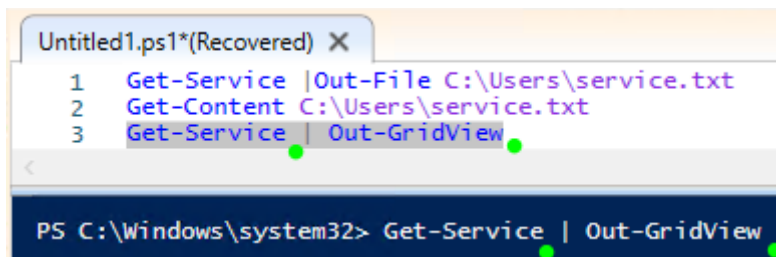 Untitled1.ps1*(Recovered) X
1 Get-Service |Out-File C:\Users\service.txt
2 Get-Content C:\Users\service.txt
3 Get-Service | Out-GridView
PS C:\Windows\system32> Get-Service | Out-GridView